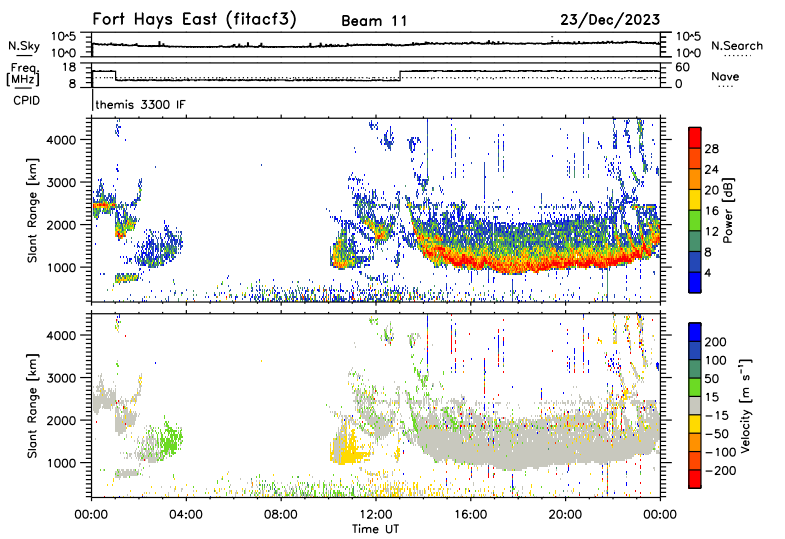 Fort Hays East (fitacf3) Beam 11 23/Dec/2023
N.Sky 10^5 10^0 10^5 10^0 N.Search
Freq. [MHz] 18 8 60 0 Nave
CPID themis 3300 IF
Slant Range [km] 4000 3000 2000 1000
Power [dB] 28 24 20 16 12 8 4
Slant Range [km] 4000 3000 2000 1000
Velocity [m s⁻¹] 200 100 50 15 −15 −50 −100 −200
00:00 04:00 08:00 12:00 16:00 20:00 00:00
Time UT